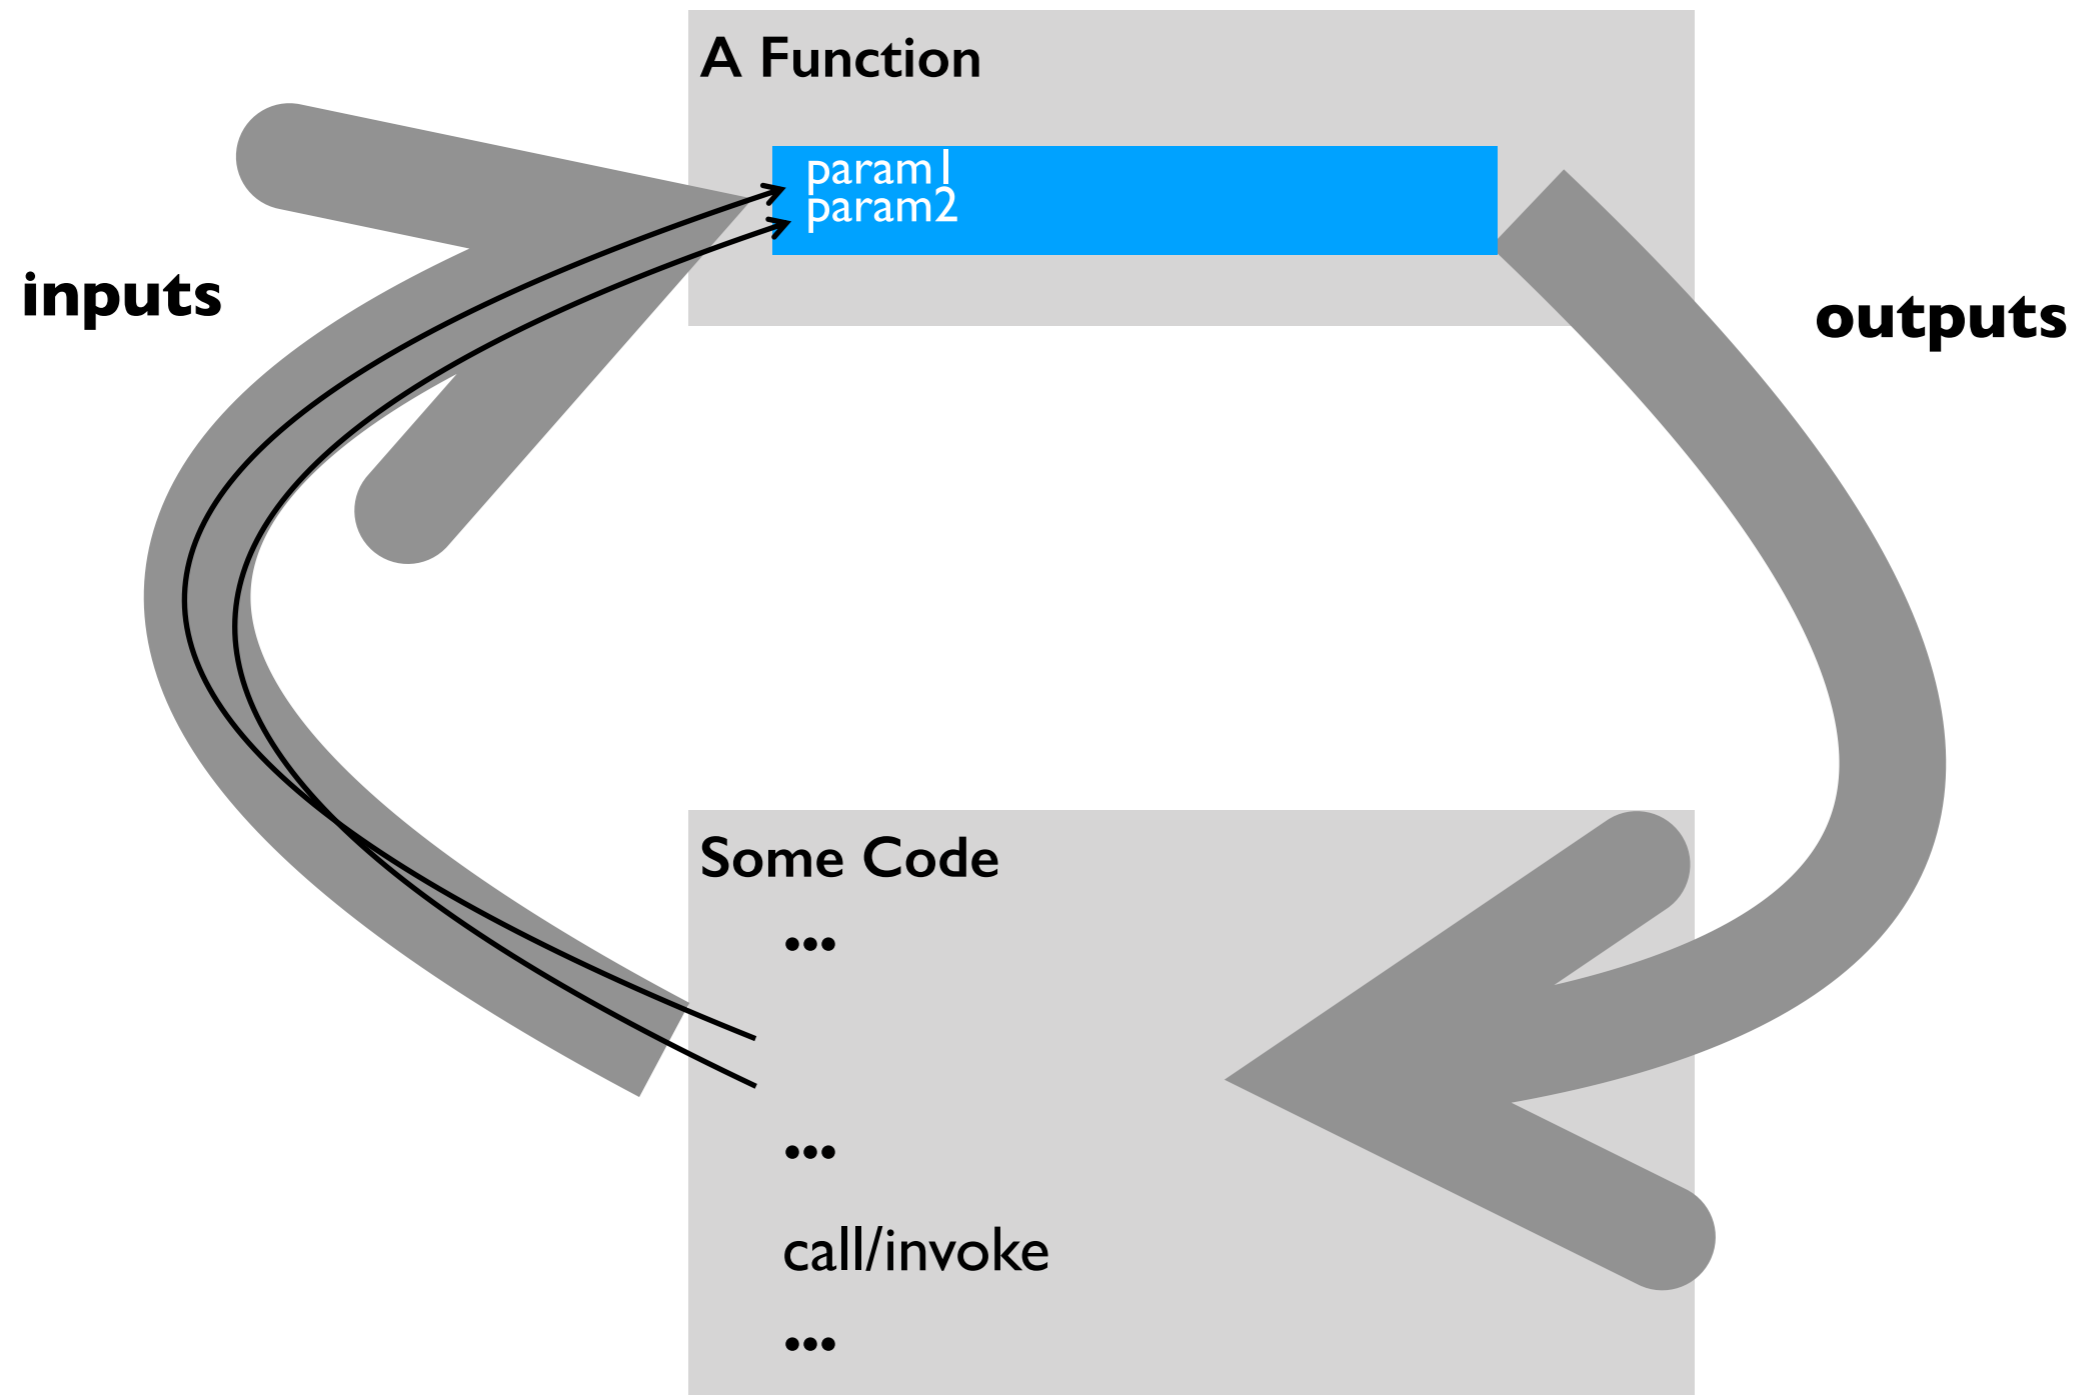 A Function
param1
param2
inputs
outputs
Some Code
...
...
call/invoke
...